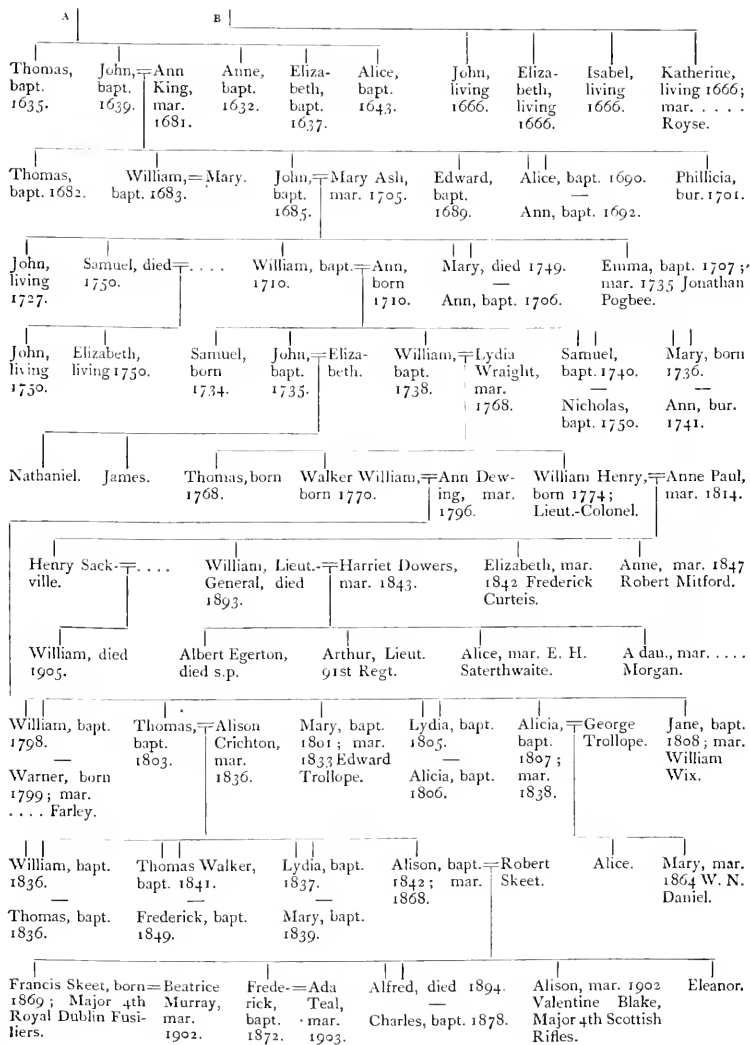 A
B
Thomas,
bapt.
1635.
John,=Ann
bapt. King,
1639. mar.
1681.
Anne,
bapt.
1632.
Eliza-
beth,
bapt.
1637.
Alice,
bapt.
1643.
John,
living
1666.
Eliza-
beth,
living
1666.
Isabel,
living
1666.
Katherine,
living 1666;
mar. . . . . .
Royse.
Thomas,
bapt. 1682.
William,=Mary.
bapt. 1683.
John,=Mary Ash,
bapt. mar. 1705.
1685.
Edward,
bapt.
1689.
Alice, bapt. 1690.
—
Ann, bapt. 1692.
Phillicia,
bur. 1701.
John,
living
1727.
Samuel, died=. . . .
1750.
William, bapt.=Ann,
1710. born
1710.
Mary, died 1749.
—
Ann, bapt. 1706.
Emma, bapt. 1707;
mar. 1735 Jonathan
Pogbee.
John,
living
1750.
Elizabeth,
living 1750.
Samuel,
born
1734.
John,=Eliza-
bapt. beth.
1735.
William,=Lydia
bapt. Wraight,
1738. mar.
1768.
Samuel,
bapt. 1740.
—
Nicholas,
bapt. 1750.
Mary, born
1736.
—
Ann, bur.
1741.
Nathaniel.
James.
Thomas, born
1768.
Walker William,=Ann Dew-
born 1770. ing, mar.
1796.
William Henry,=Anne Paul,
born 1774; mar. 1814.
Lieut.-Colonel.
Henry Sack-=. . . .
ville.
William, Lieut.-=Harriet Dowers,
General, died mar. 1843.
1893.
Elizabeth, mar.
1842 Frederick
Curteis.
Anne, mar. 1847
Robert Mitford.
William, died
1905.
Albert Egerton,
died s.p.
Arthur, Lieut.
91st Regt.
Alice, mar. E. H.
Saterthwaite.
A dau., mar. . . . .
Morgan.
William, bapt.
1798.
—
Warner, born
1799; mar.
. . . . Farley.
Thomas,=Alison
bapt. Crichton,
1803. mar.
1836.
Mary, bapt.
1801; mar.
1833 Edward
Trollope.
Lydia, bapt.
1805.
—
Alicia, bapt.
1806.
Alicia,=George
bapt. Trollope.
1807;
mar.
1838.
Jane, bapt.
1808; mar.
William
Wix.
William, bapt.
1836.
—
Thomas, bapt.
1836.
Thomas Walker,
bapt. 1841.
—
Frederick, bapt.
1849.
Lydia, bapt.
1837.
—
Mary, bapt.
1839.
Alison, bapt.=Robert
1842; mar. Skeet.
1868.
Alice.
Mary, mar.
1864 W. N.
Daniel.
Francis Skeet, born=Beatrice
1869; Major 4th Murray,
Royal Dublin Fusi- mar.
liers. 1902.
Frede-=Ada
rick, Teal,
bapt. mar.
1872. 1903.
Alfred, died 1894.
—
Charles, bapt. 1878.
Alison, mar. 1902
Valentine Blake,
Major 4th Scottish
Rifles.
Eleanor.